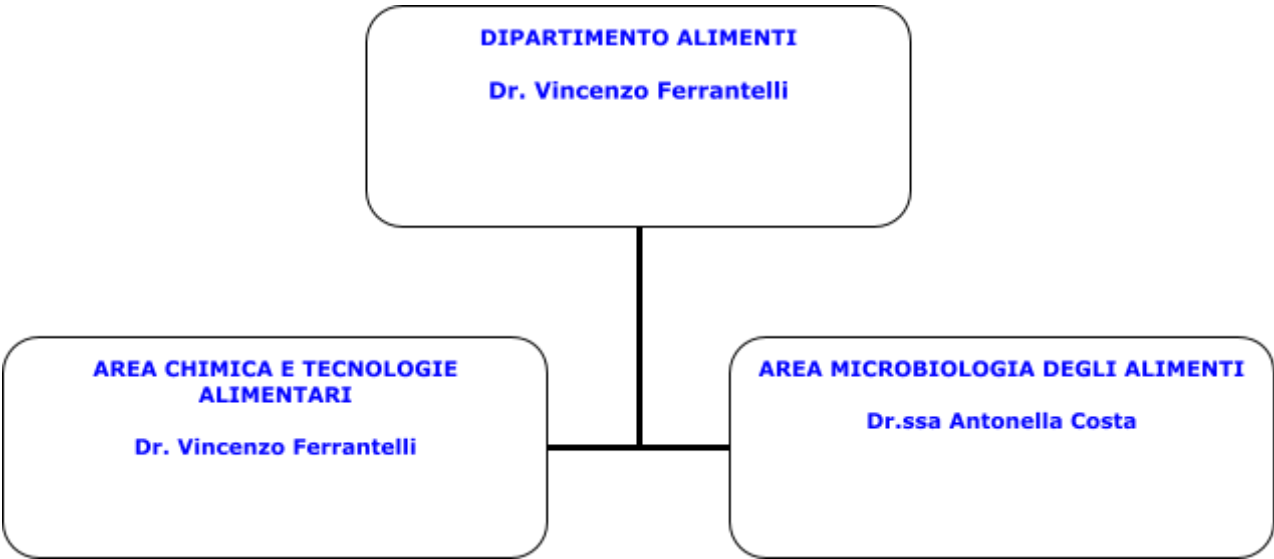 DIPARTIMENTO ALIMENTI
Dr. Vincenzo Ferrantelli
AREA CHIMICA E TECNOLOGIE
ALIMENTARI
Dr. Vincenzo Ferrantelli
AREA MICROBIOLOGIA DEGLI ALIMENTI
Dr.ssa Antonella Costa